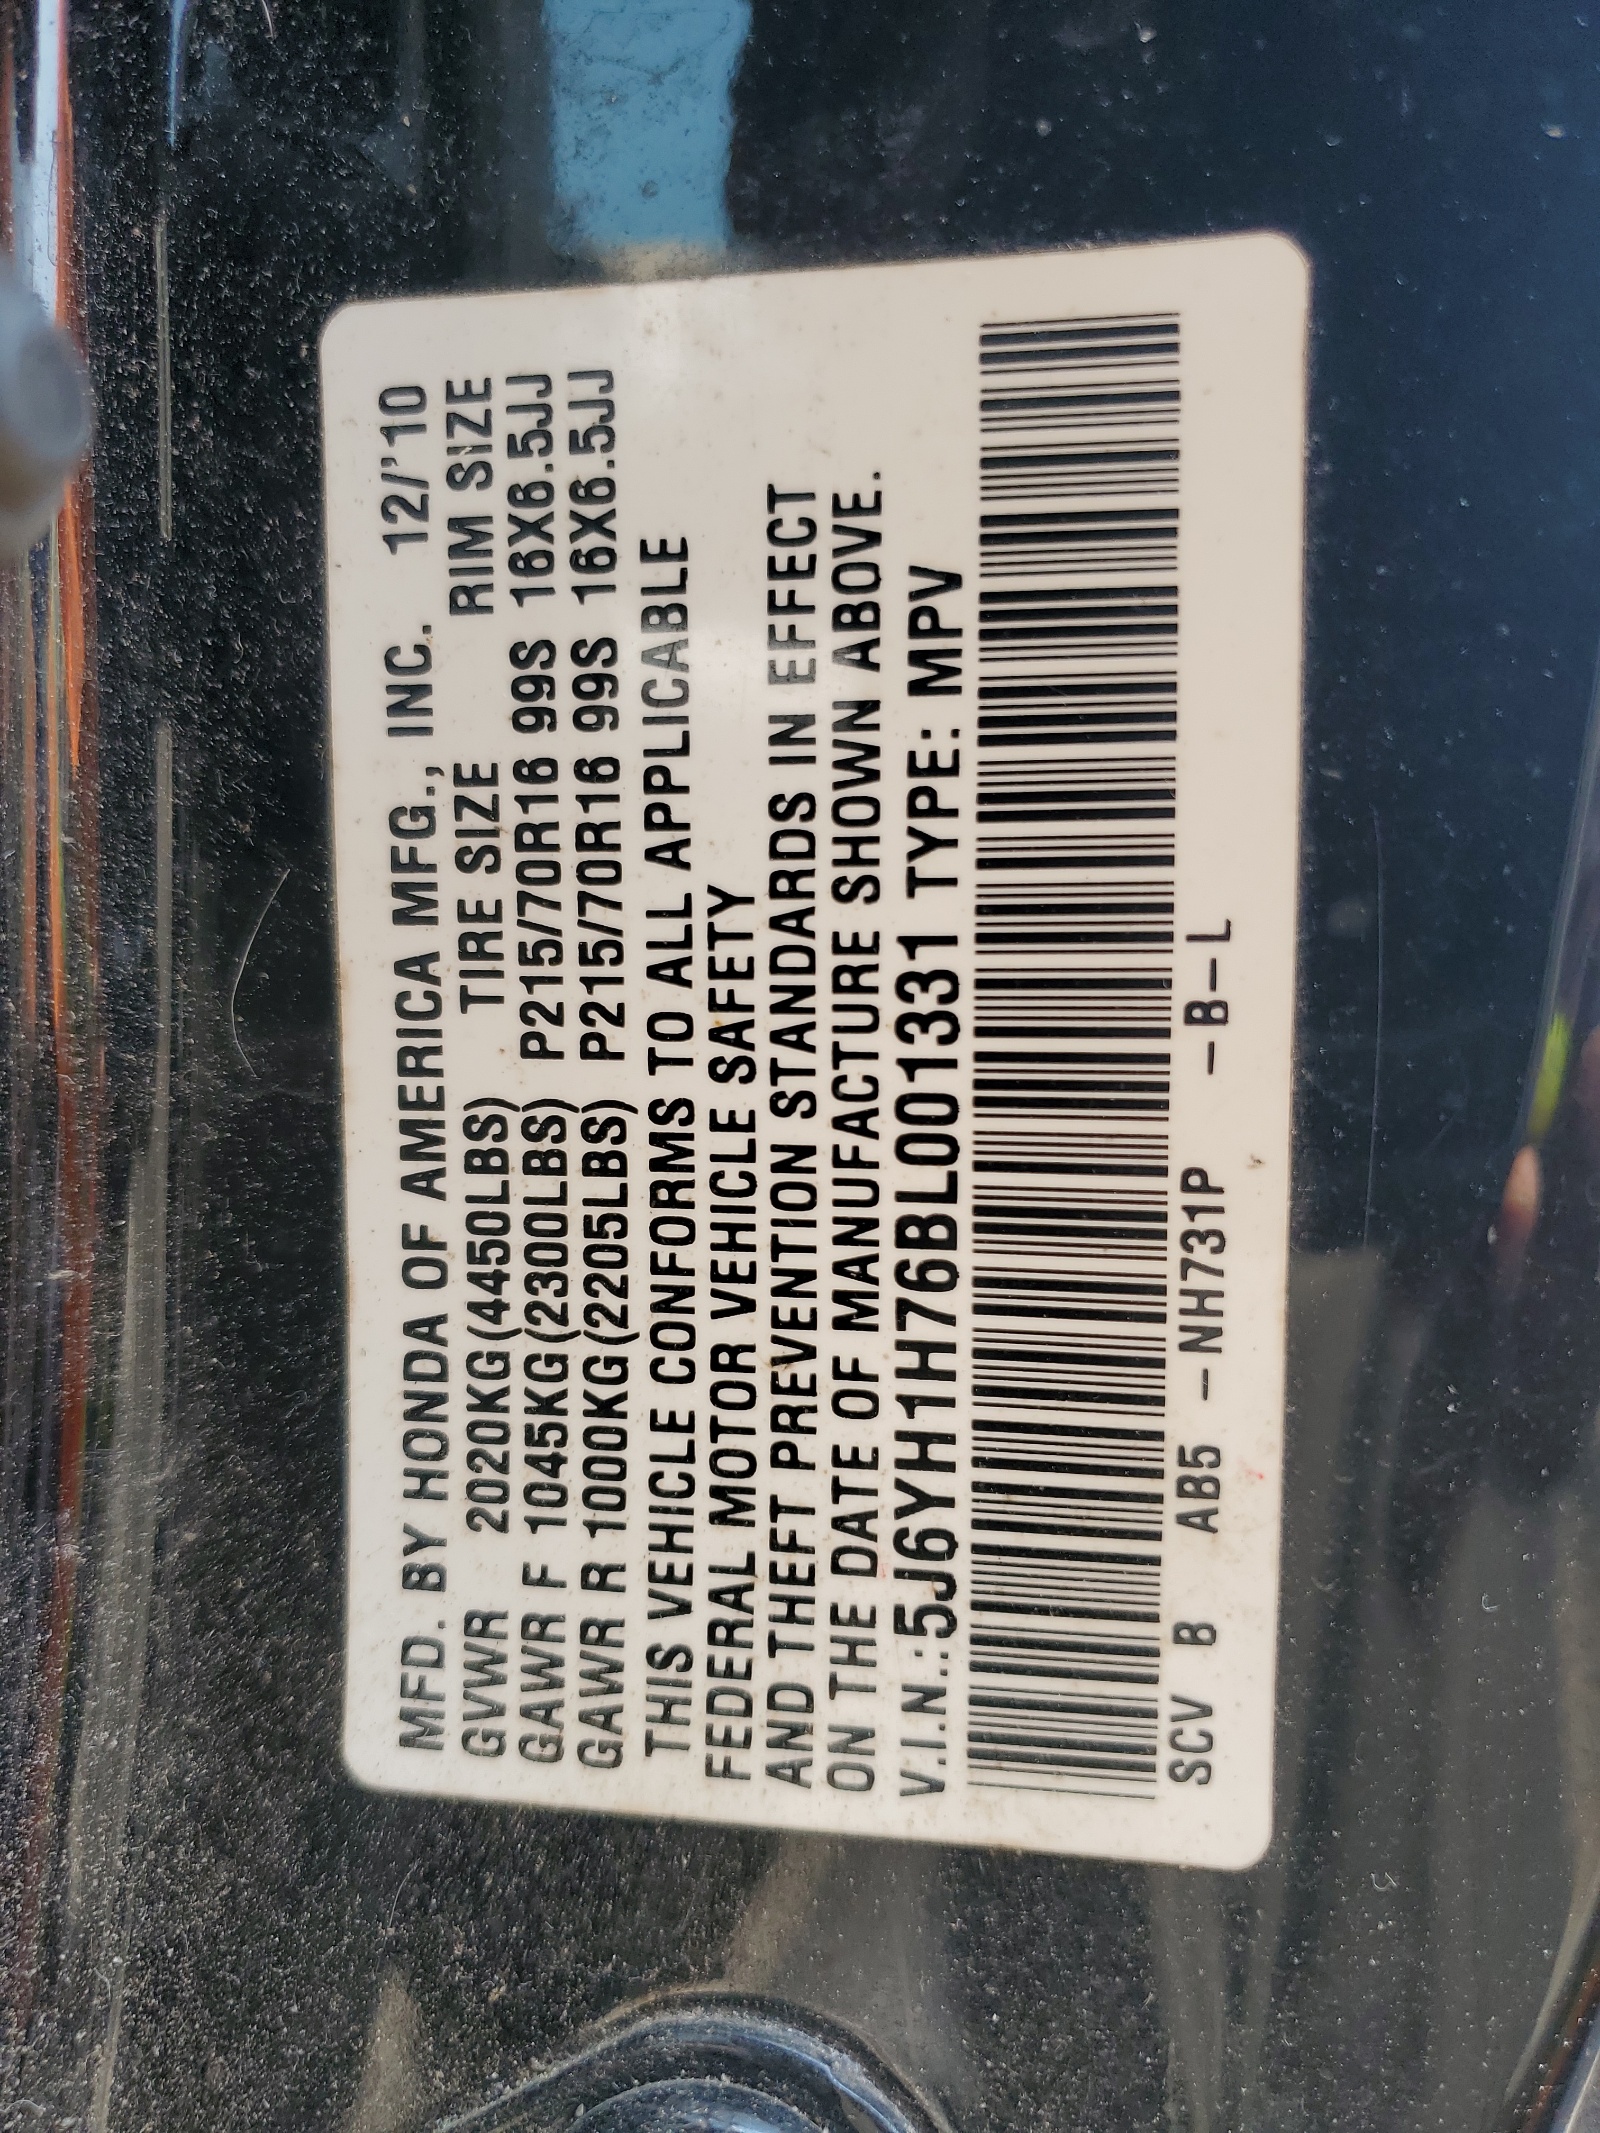 MFD. BY HONDA OF AMERICA MFG., INC. 12/'10
GVWR 2020KG(4450LBS) TIRE SIZE RIM SIZE
GAWR F 1045KG(2300LBS) P215/70R16 99S 16X6.5JJ
GAWR R 1000KG(2205LBS) P215/70R16 99S 16X6.5JJ
THIS VEHICLE CONFORMS TO ALL APPLICABLE
FEDERAL MOTOR VEHICLE SAFETY
AND THEFT PREVENTION STANDARDS IN EFFECT
ON THE DATE OF MANUFACTURE SHOWN ABOVE.
V.I.N.:5J6YH1H76BL001331 TYPE: MPV
SCV B AB5 -NH731P -B-L